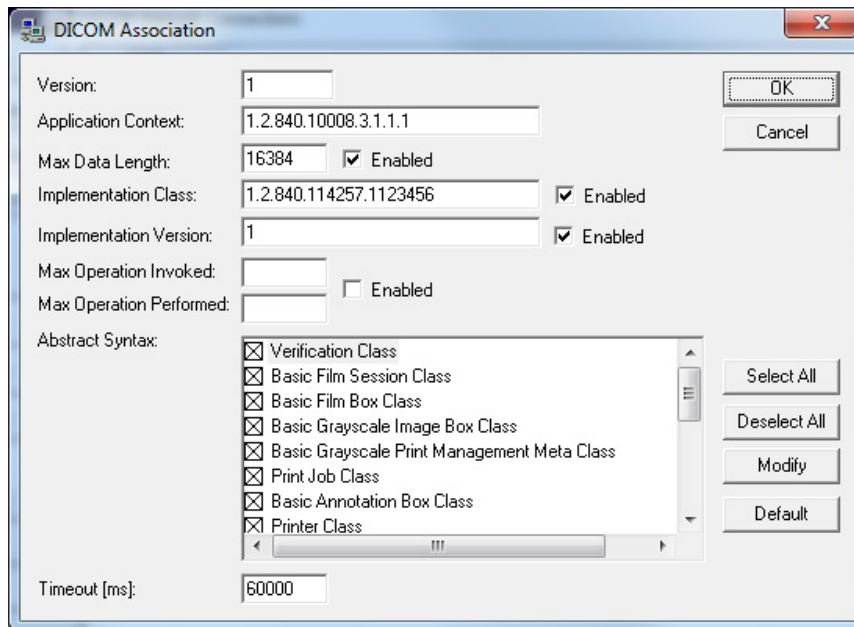 DICOM Association
Version: 1
OK
Application Context: 1.2.840.10008.3.1.1.1
Cancel
Max Data Length: 16384 Enabled
Implementation Class: 1.2.840.114257.1123456 Enabled
Implementation Version: 1 Enabled
Max Operation Invoked:
Enabled
Max Operation Performed:
Abstract Syntax:
Verification Class
Basic Film Session Class
Basic Film Box Class
Basic Grayscale Image Box Class
Basic Grayscale Print Management Meta Class
Print Job Class
Basic Annotation Box Class
Printer Class
Select All
Deselect All
Modify
Default
Timeout [ms]: 60000